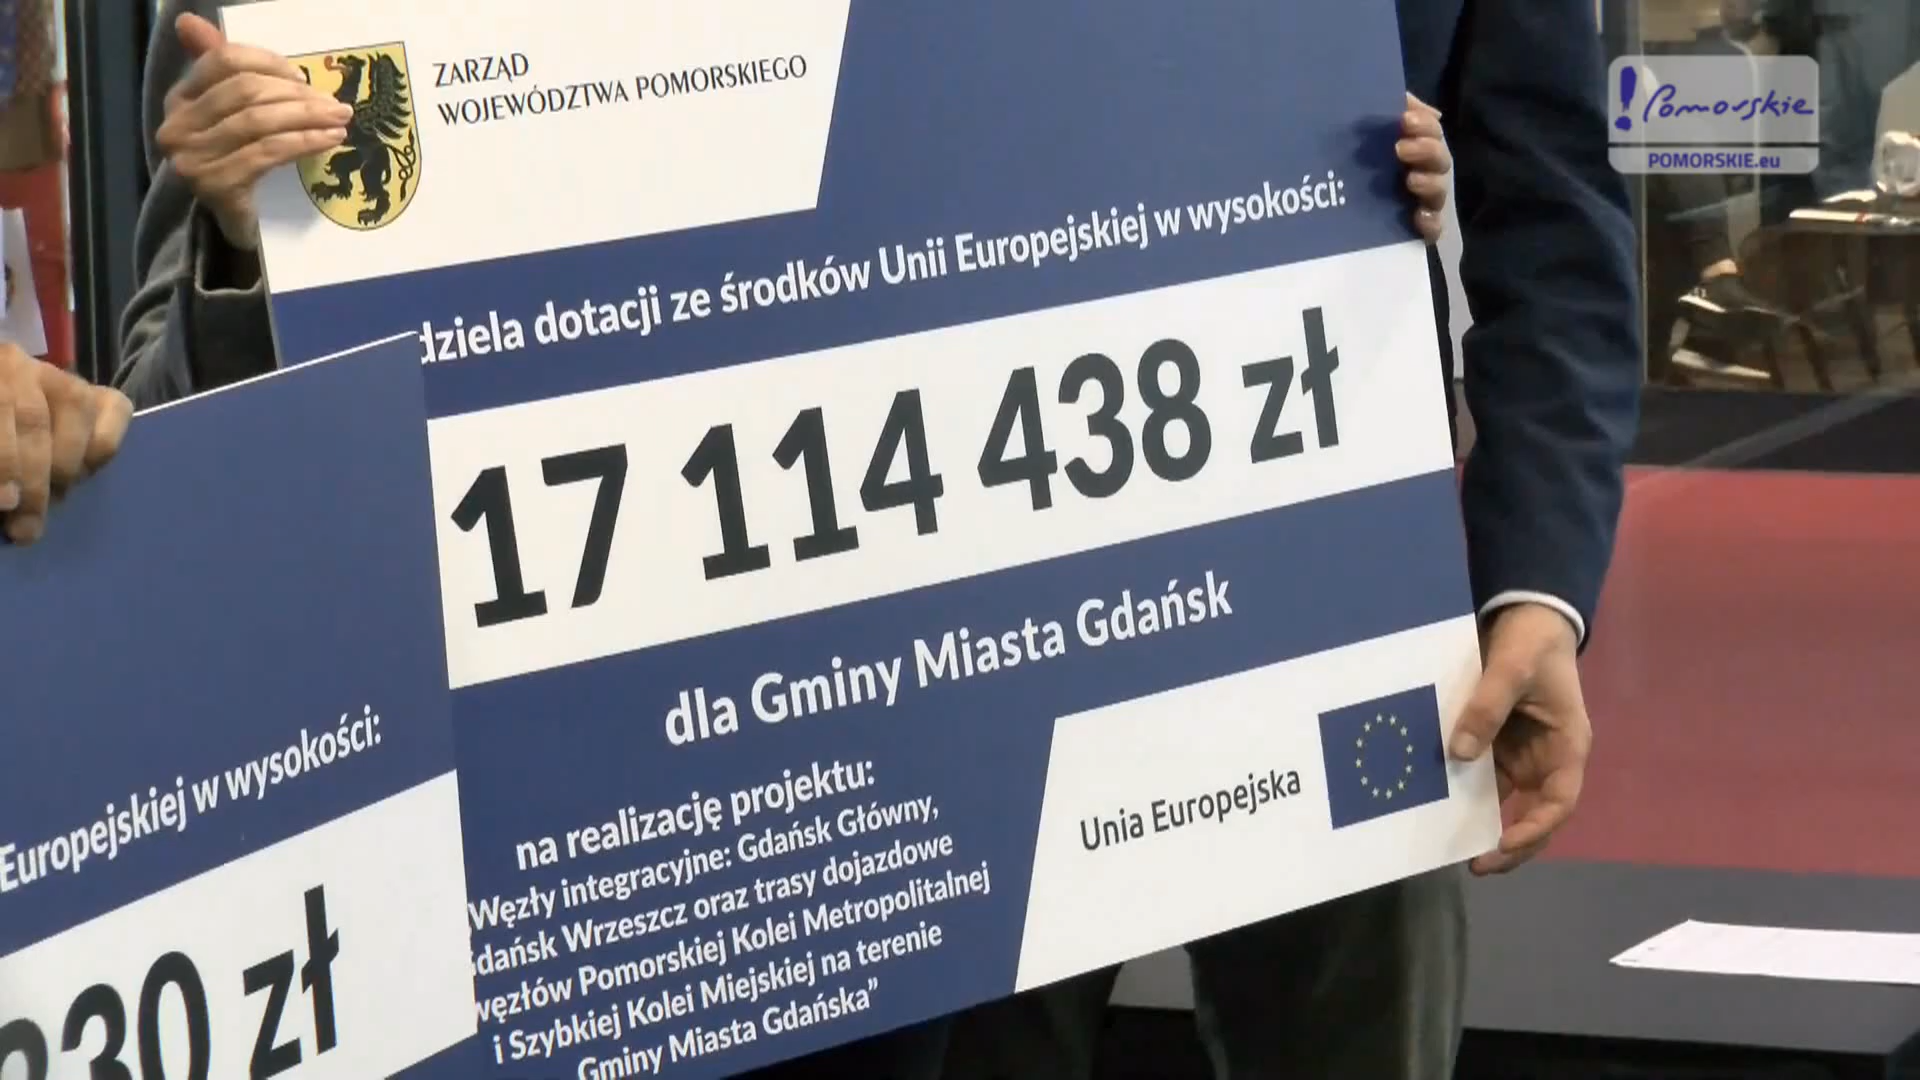 ZARZĄD
WOJEWÓDZTWA POMORSKIEGO
Pomorskie
POMORSKIE.eu
dziela dotacji ze środków Unii Europejskiej w wysokości:
17 114 438 zł
dla Gminy Miasta Gdańsk
na realizację projektu:
Węzły integracyjne: Gdańsk Główny,
dańsk Wrzeszcz oraz trasy dojazdowe
węzłów Pomorskiej Kolei Metropolitalnej
i Szybkiej Kolei Miejskiej na terenie
Gminy Miasta Gdańska”
Unia Europejska
Europejskiej w wysokości:
30 zł